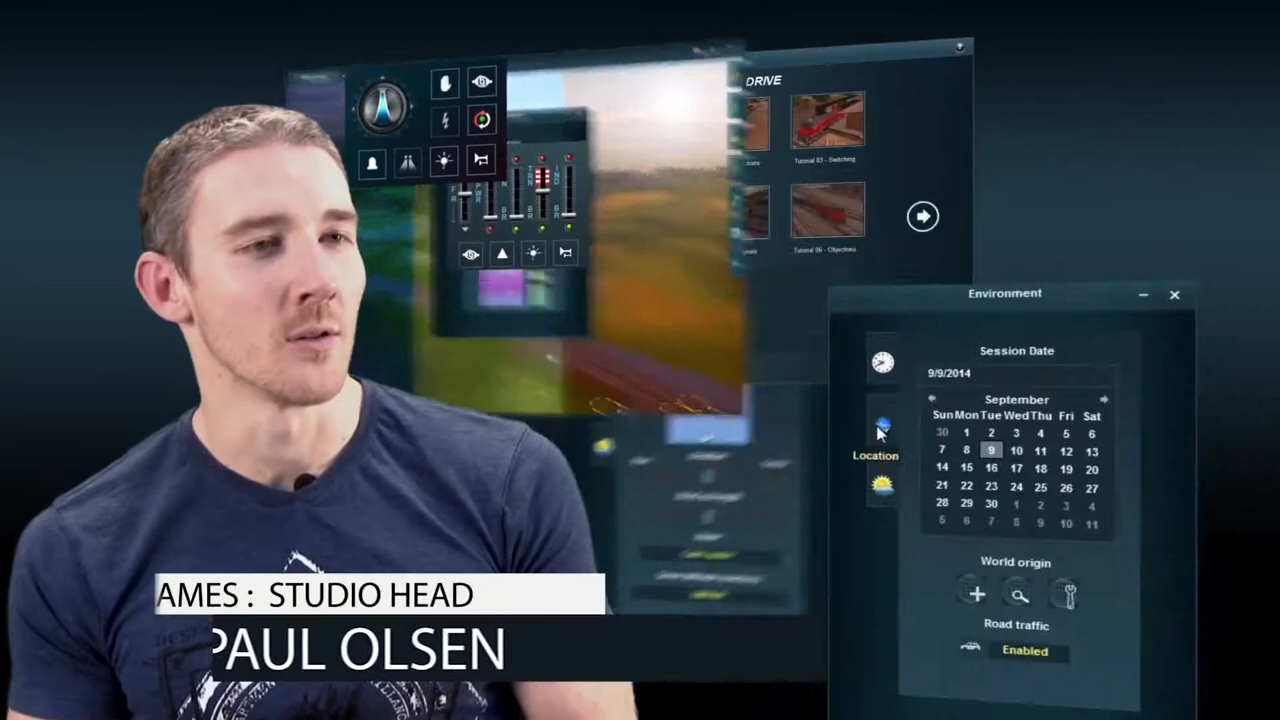 DRIVE
Tutorial 03 - Switching
Tutorial 06 - Objectives
Environment
Session Date
9/9/2014
September
Sun Mon Tue Wed Thu Fri Sat
30 1 2 3 4 5 6
7 8 9 10 11 12 13
14 15 16 17 18 19 20
21 22 23 24 25 26 27
28 29 30 1 2 3 4
5 6 7 8 9 10 11
Location
World origin
Road traffic
Enabled
AMES : STUDIO HEAD
PAUL OLSEN